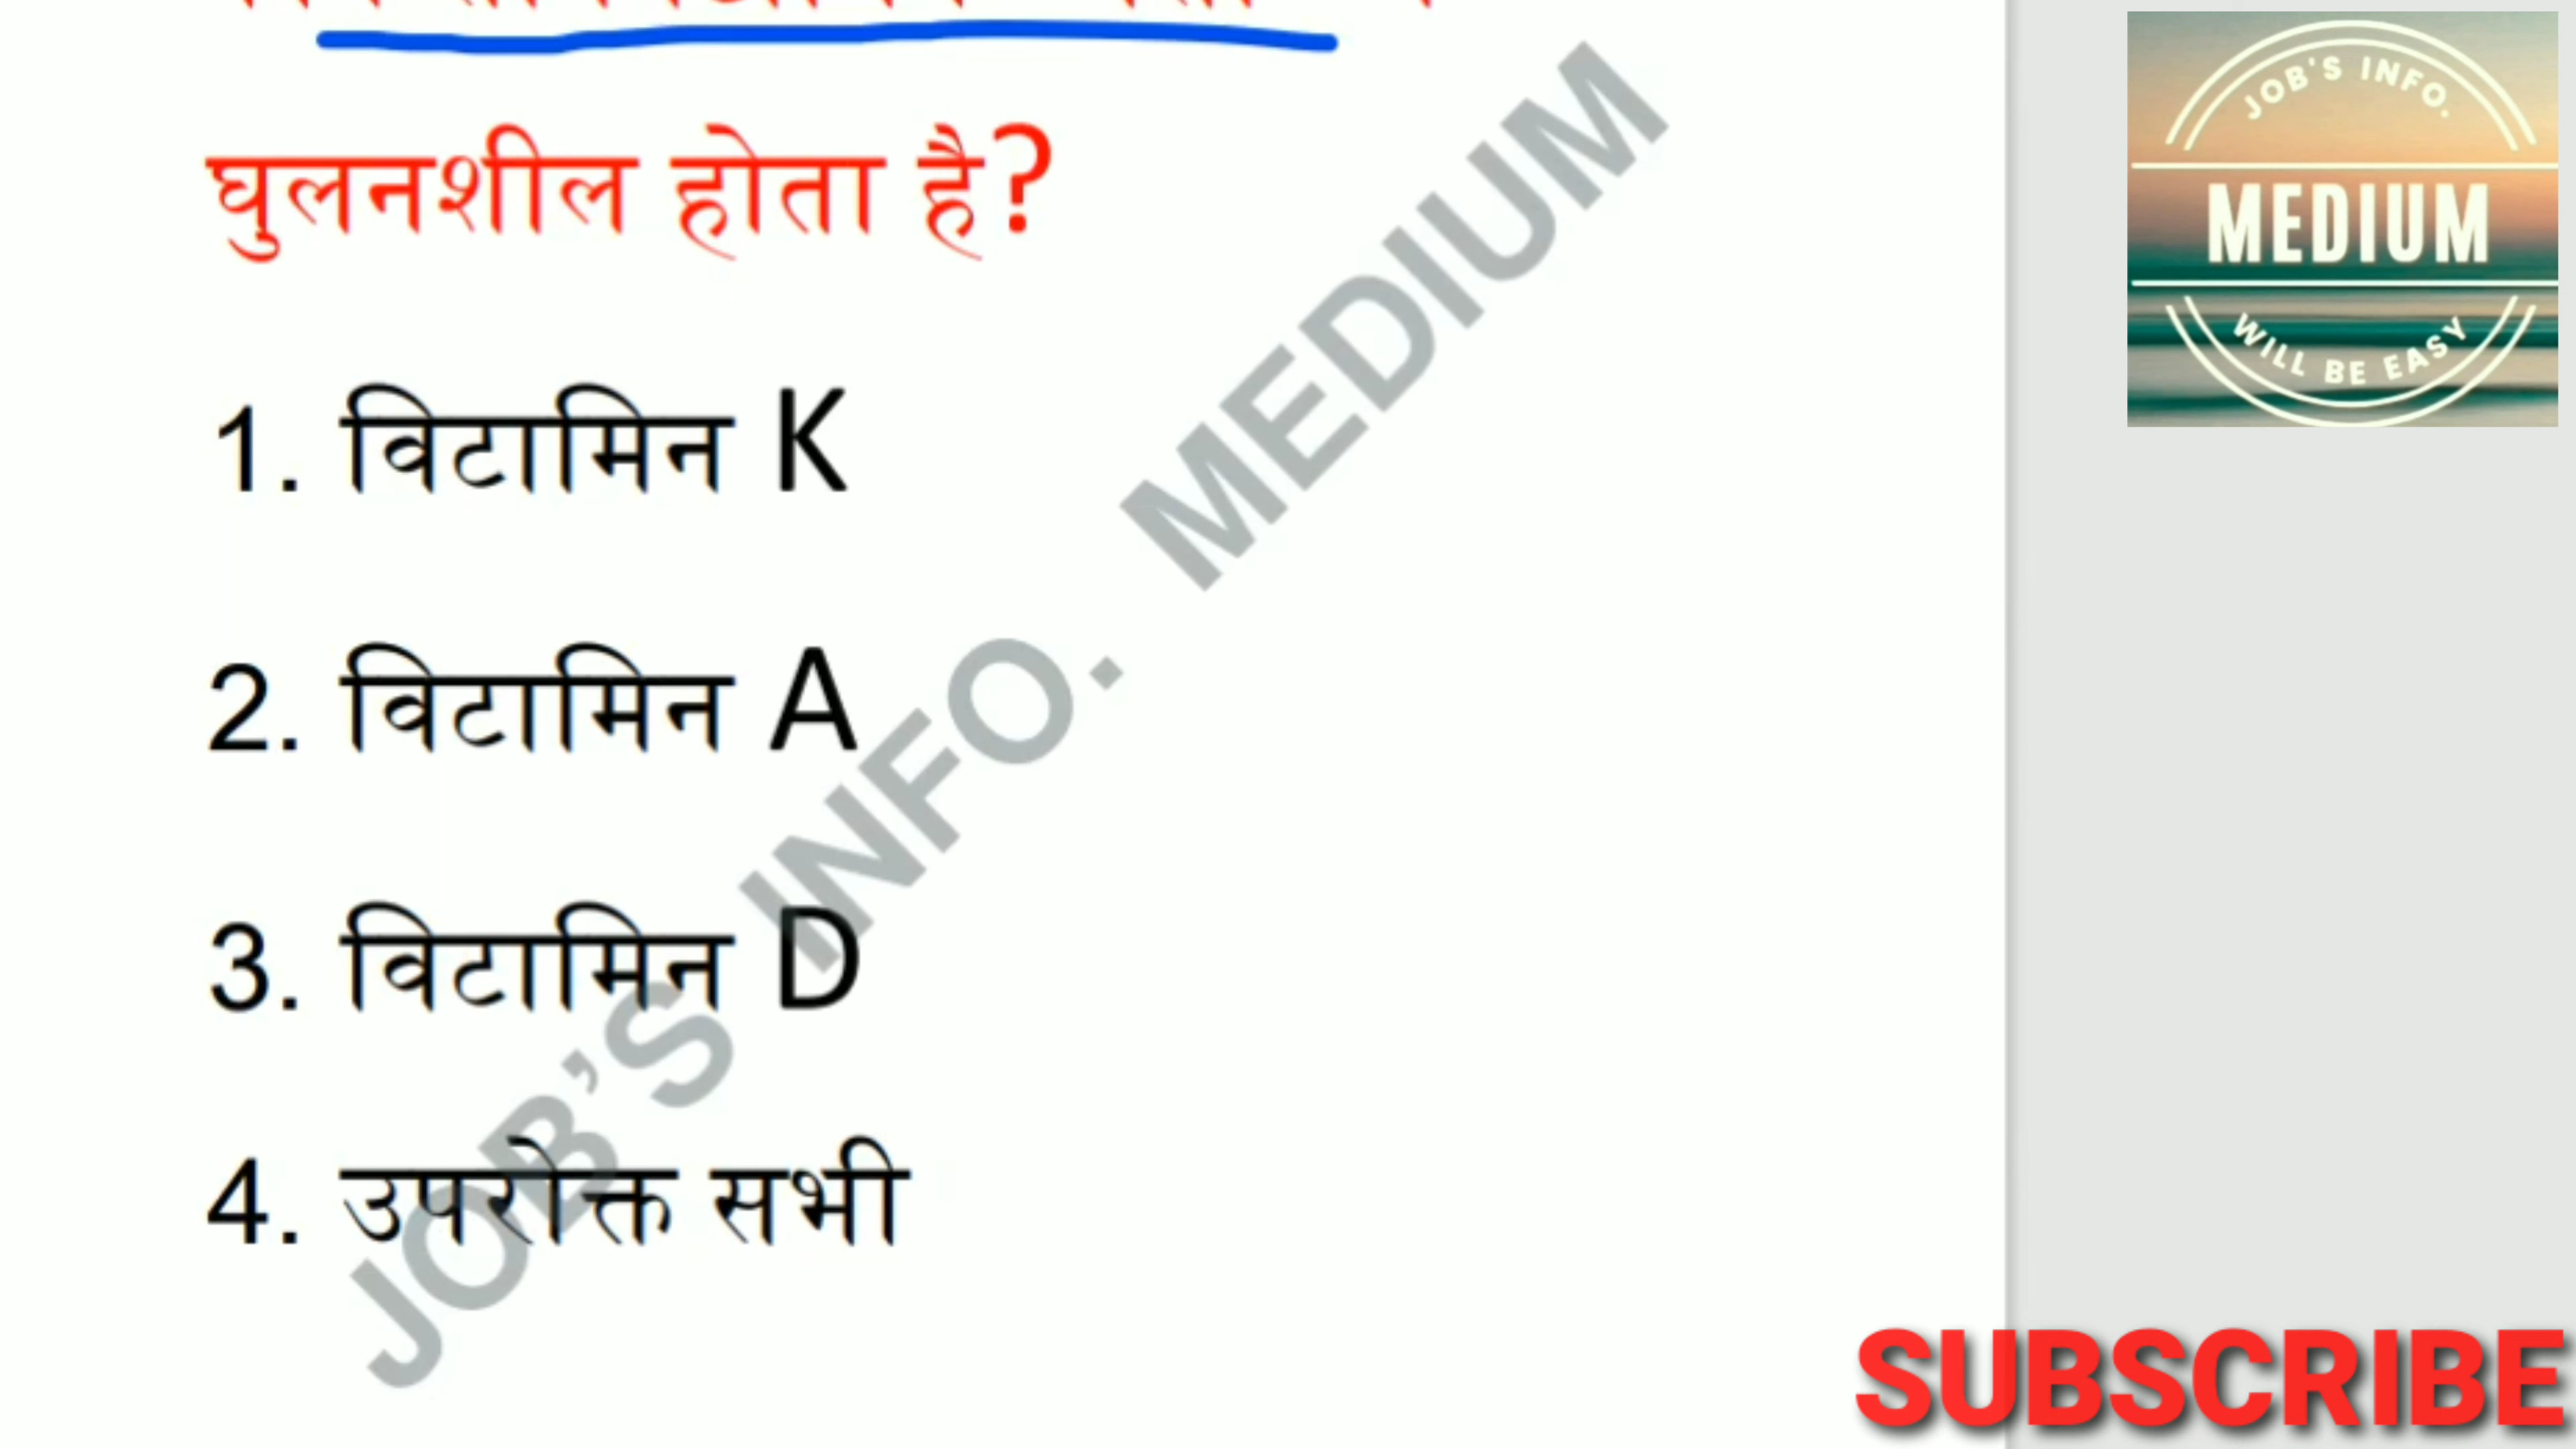 घुलनशील होता है?
1. विटामिन K
2. विटामिन A
3. विटामिन D
4. उपरोक्त सभी
JOB'S INFO. MEDIUM
JOB'S INFO.
MEDIUM
WILL BE EASY
SUBSCRIBE